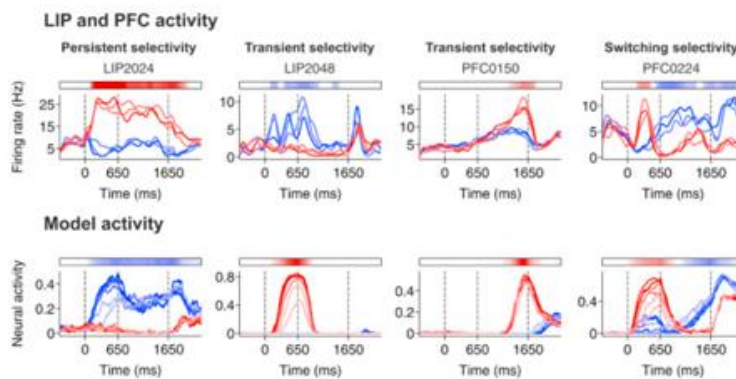 LIP and PFC activity
Persistent selectivity Transient selectivity Transient selectivity Switching selectivity
LIP2024 LIP2048 PFC0150 PFC0224
Firing rate (Hz)
25 15 5
10 5 0
15 10 5
10 5 0
0 650 1650 0 650 1650 0 650 1650 0 650 1650
Time (ms) Time (ms) Time (ms) Time (ms)
Model activity
Neural activity
0.4 0.2 0
0.8 0.4 0
0.4 0
0.4 0
0 650 1650 0 650 1650 0 650 1650 0 650 1650
Time (ms) Time (ms) Time (ms) Time (ms)